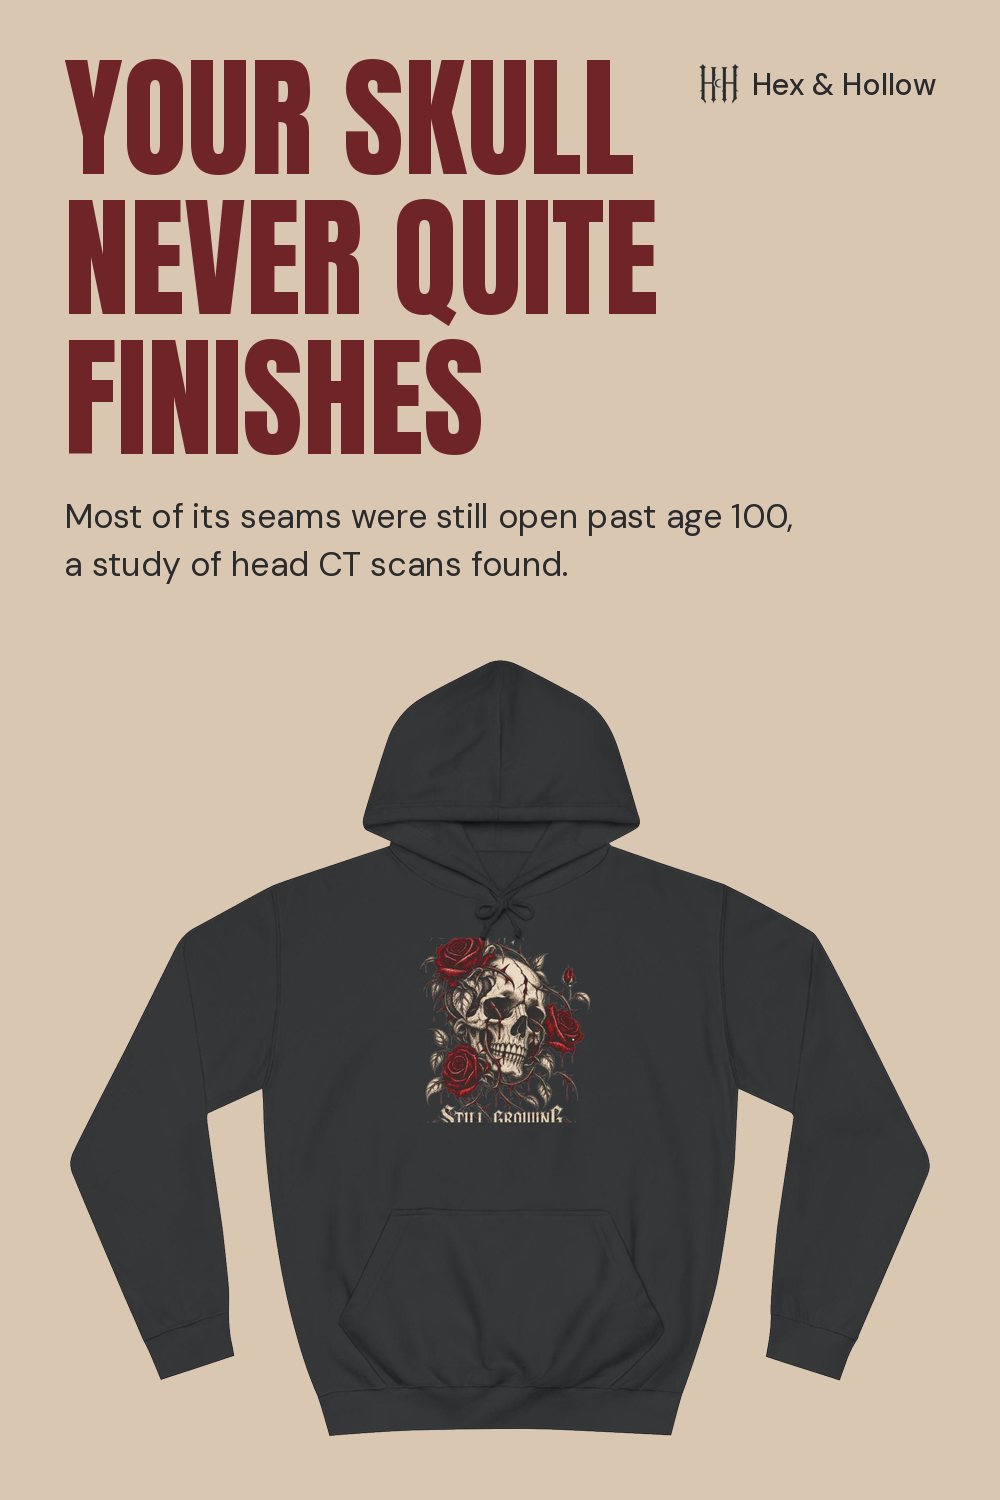 YOUR SKULL
NEVER QUITE
FINISHES
Hex & Hollow
Most of its seams were still open past age 100,
a study of head CT scans found.
STILL GROWING